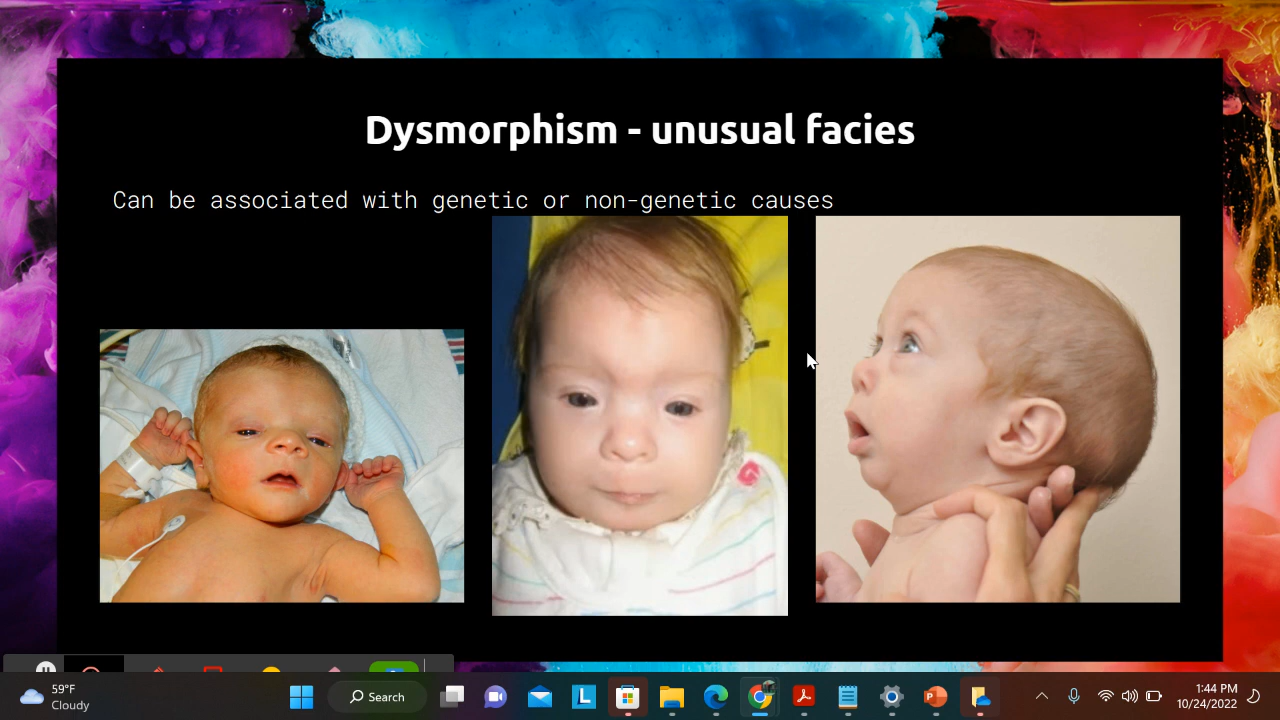 Dysmorphism - unusual facies
Can be associated with genetic or non-genetic causes
59°F
Cloudy
Search
L
P
1:44 PM
10/24/2022